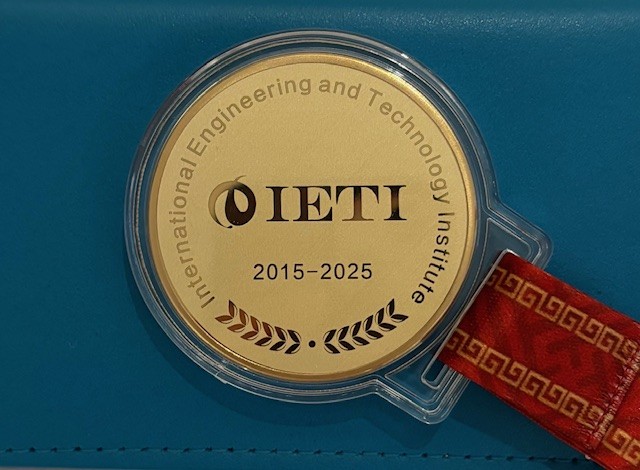 International Engineering and Technology Institute
IETI
2015-2025